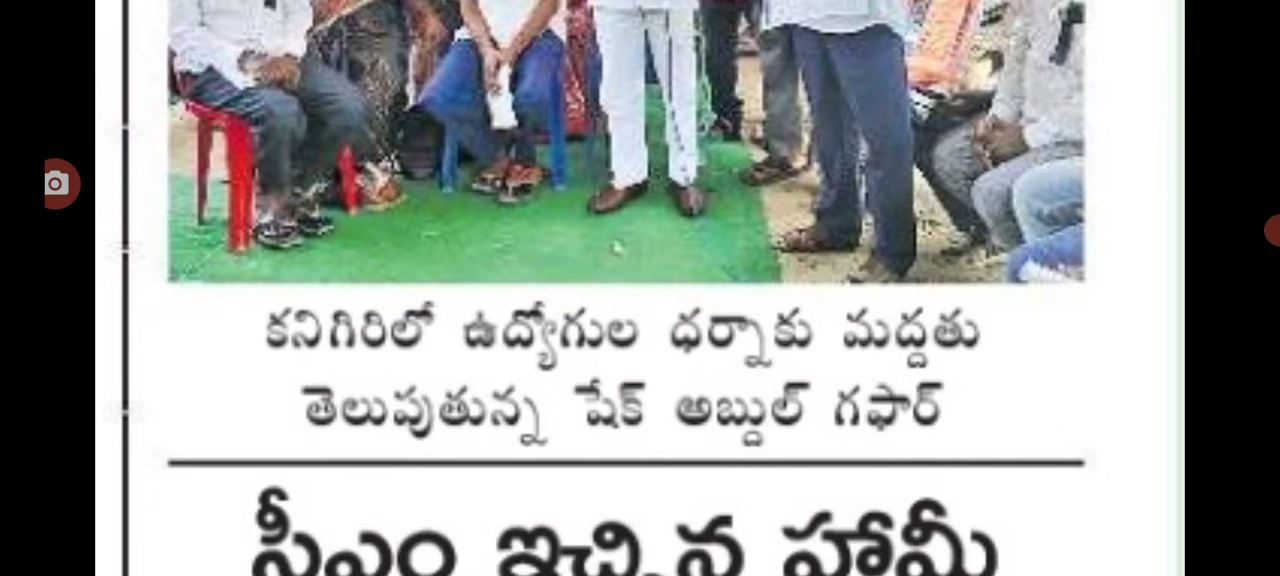 కనిగిరిలో ఉద్యోగుల ధర్నాకు మద్దతు
తెలుపుతున్న షేక్ అబ్దుల్ గఫార్
సీఎం ఇచ్చిన హామీ